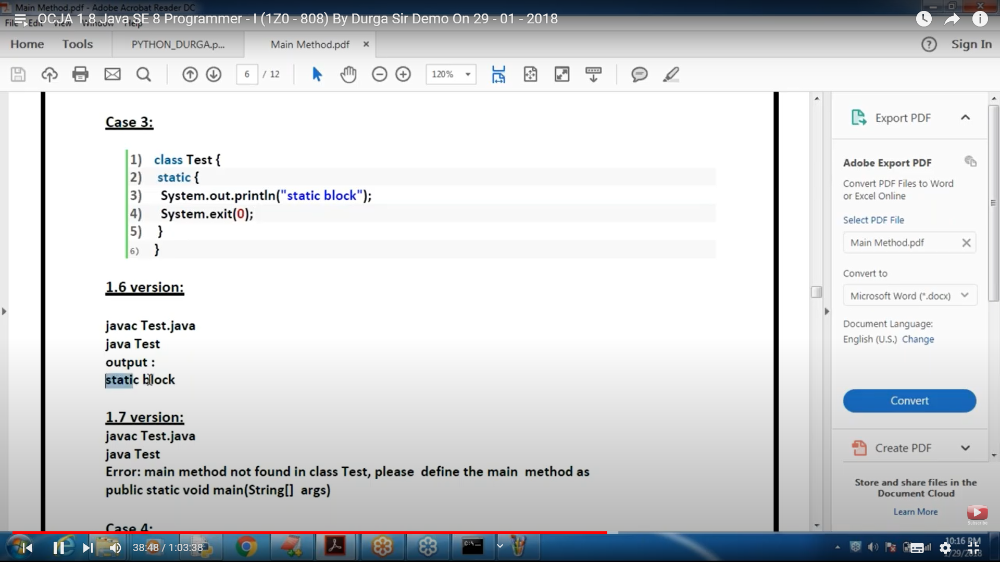 Main Method.pdf - Adobe Acrobat Reader DC
OCJA 1.8 Java SE 8 Programmer - I (1Z0 - 808) By Durga Sir Demo On 29 - 01 - 2018
File Edit View Window Help
Home Tools PYTHON_DURGA.p... Main Method.pdf × ? Sign In
6 / 12 120%
Case 3:
1) class Test {
2) static {
3) System.out.println("static block");
4) System.exit(0);
5) }
6) }
1.6 version:
javac Test.java
java Test
output :
static block
1.7 version:
javac Test.java
java Test
Error: main method not found in class Test, please define the main method as
public static void main(String[] args)
Case 4:
Export PDF
Adobe Export PDF
Convert PDF Files to Word
or Excel Online
Select PDF File
Main Method.pdf
Convert to
Microsoft Word (*.docx)
Document Language:
English (U.S.) Change
Convert
Create PDF
Store and share files in the
Document Cloud
Learn More
Subscribe
38:48 / 1:03:38
C:\-
10:16 PM
1/29/2018